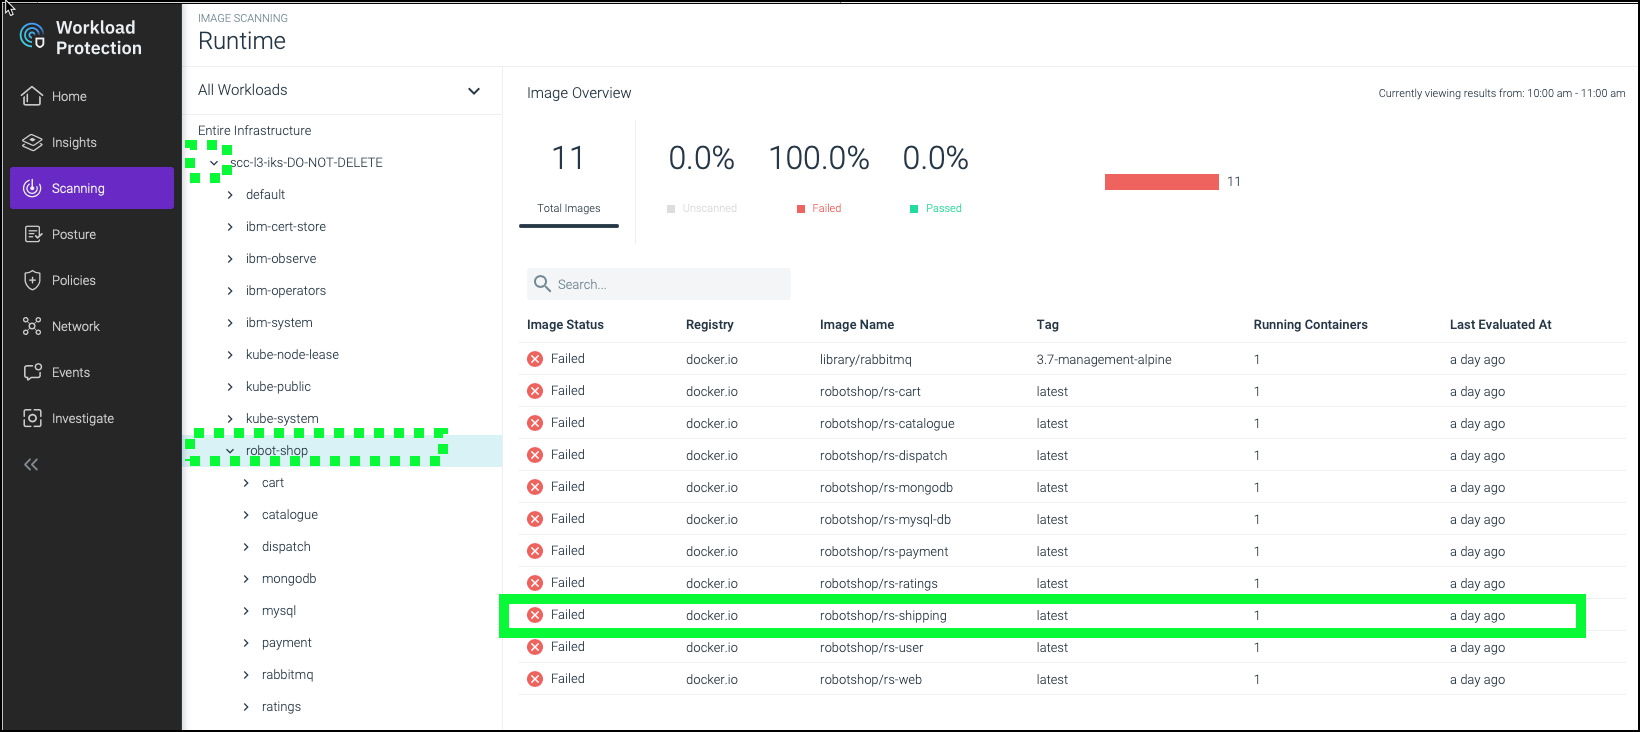 Workload
Protection
Home
Insights
Scanning
Posture
Policies
Network
Events
Investigate
IMAGE SCANNING
Runtime
All Workloads
Entire Infrastructure
scc-l3-iks-DO-NOT-DELETE
default
ibm-cert-store
ibm-observe
ibm-operators
ibm-system
kube-node-lease
kube-public
kube-system
robot-shop
cart
catalogue
dispatch
mongodb
mysql
payment
rabbitmq
ratings
Image Overview
Currently viewing results from: 10:00 am - 11:00 am
11 0.0% 100.0% 0.0%
11
Total Images Unscanned Failed Passed
Search...
Image Status Registry Image Name Tag Running Containers Last Evaluated At
Failed docker.io library/rabbitmq 3.7-management-alpine 1 a day ago
Failed docker.io robotshop/rs-cart latest 1 a day ago
Failed docker.io robotshop/rs-catalogue latest 1 a day ago
Failed docker.io robotshop/rs-dispatch latest 1 a day ago
Failed docker.io robotshop/rs-mongodb latest 1 a day ago
Failed docker.io robotshop/rs-mysql-db latest 1 a day ago
Failed docker.io robotshop/rs-payment latest 1 a day ago
Failed docker.io robotshop/rs-ratings latest 1 a day ago
Failed docker.io robotshop/rs-shipping latest 1 a day ago
Failed docker.io robotshop/rs-user latest 1 a day ago
Failed docker.io robotshop/rs-web latest 1 a day ago